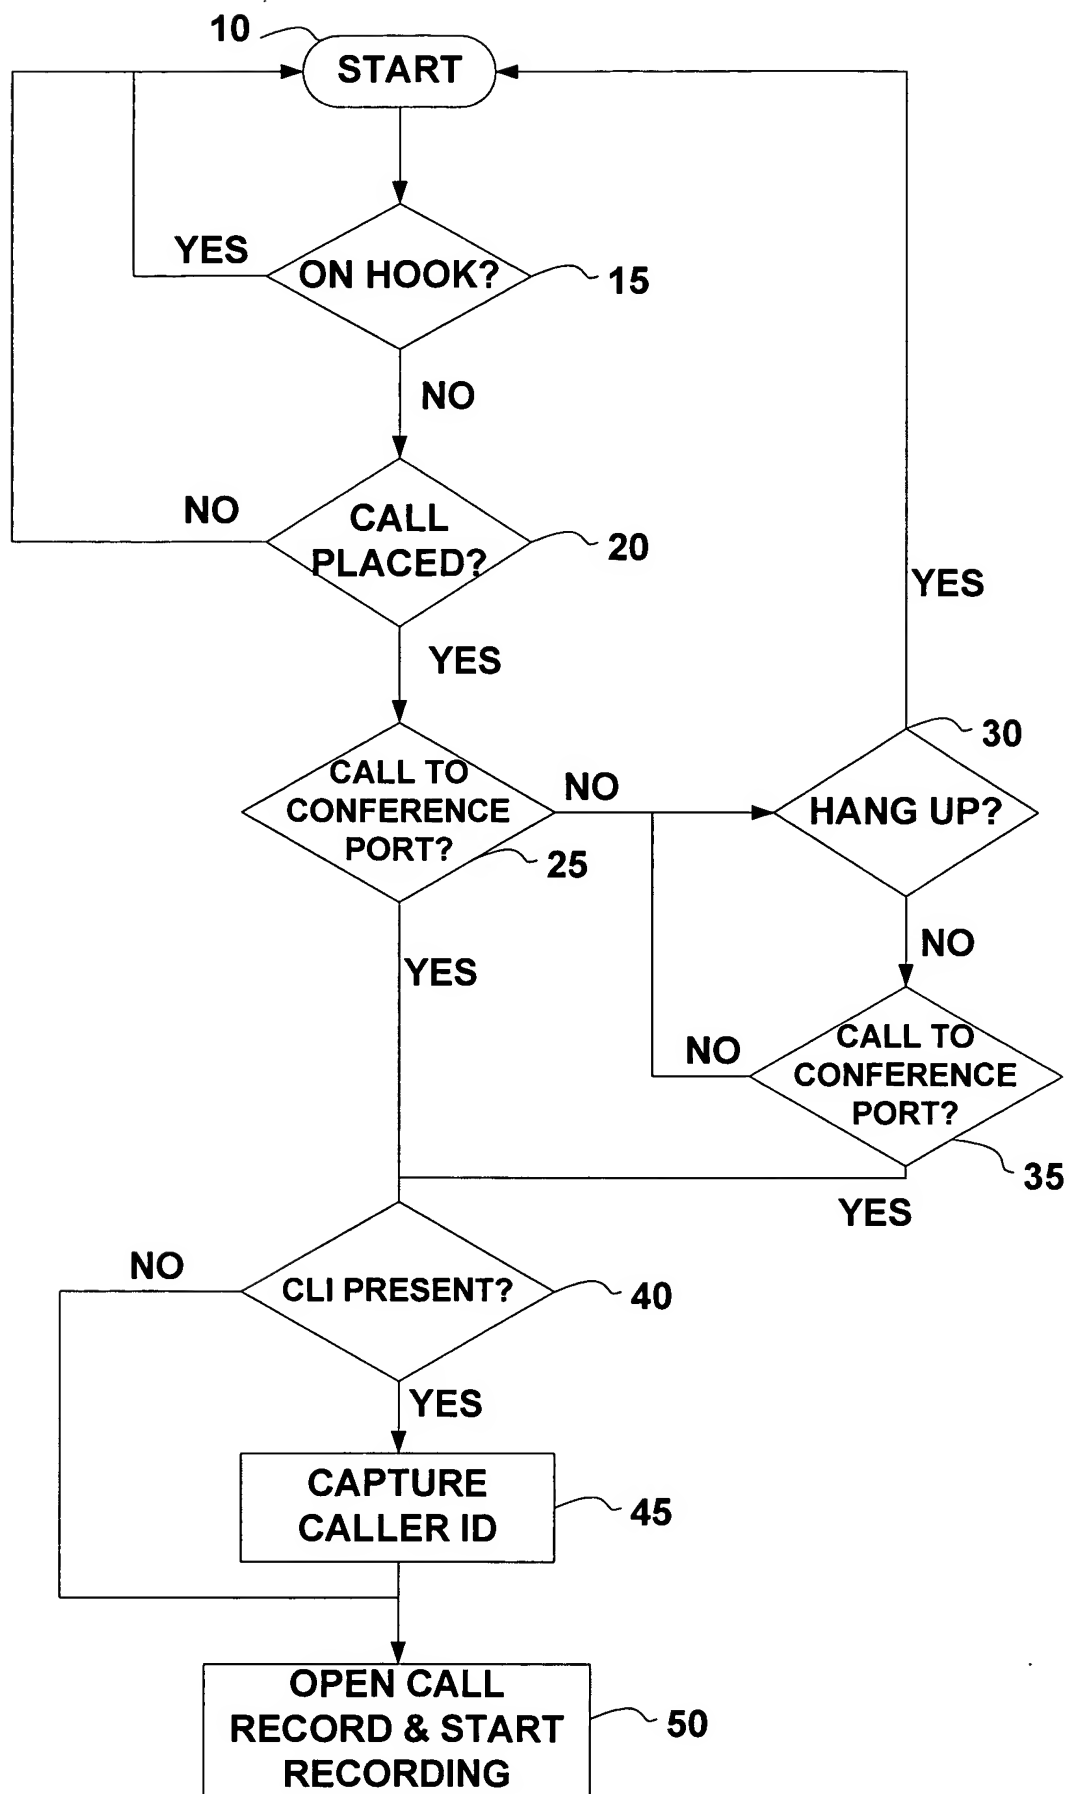 10
START
YES
ON HOOK?
15
NO
NO
CALL
PLACED?
20
YES
YES
30
CALL TO
CONFERENCE
PORT?
25
NO
HANG UP?
YES
NO
NO
CALL TO
CONFERENCE
PORT?
35
YES
NO
CLI PRESENT?
40
YES
CAPTURE
CALLER ID
45
OPEN CALL
RECORD & START
RECORDING
50